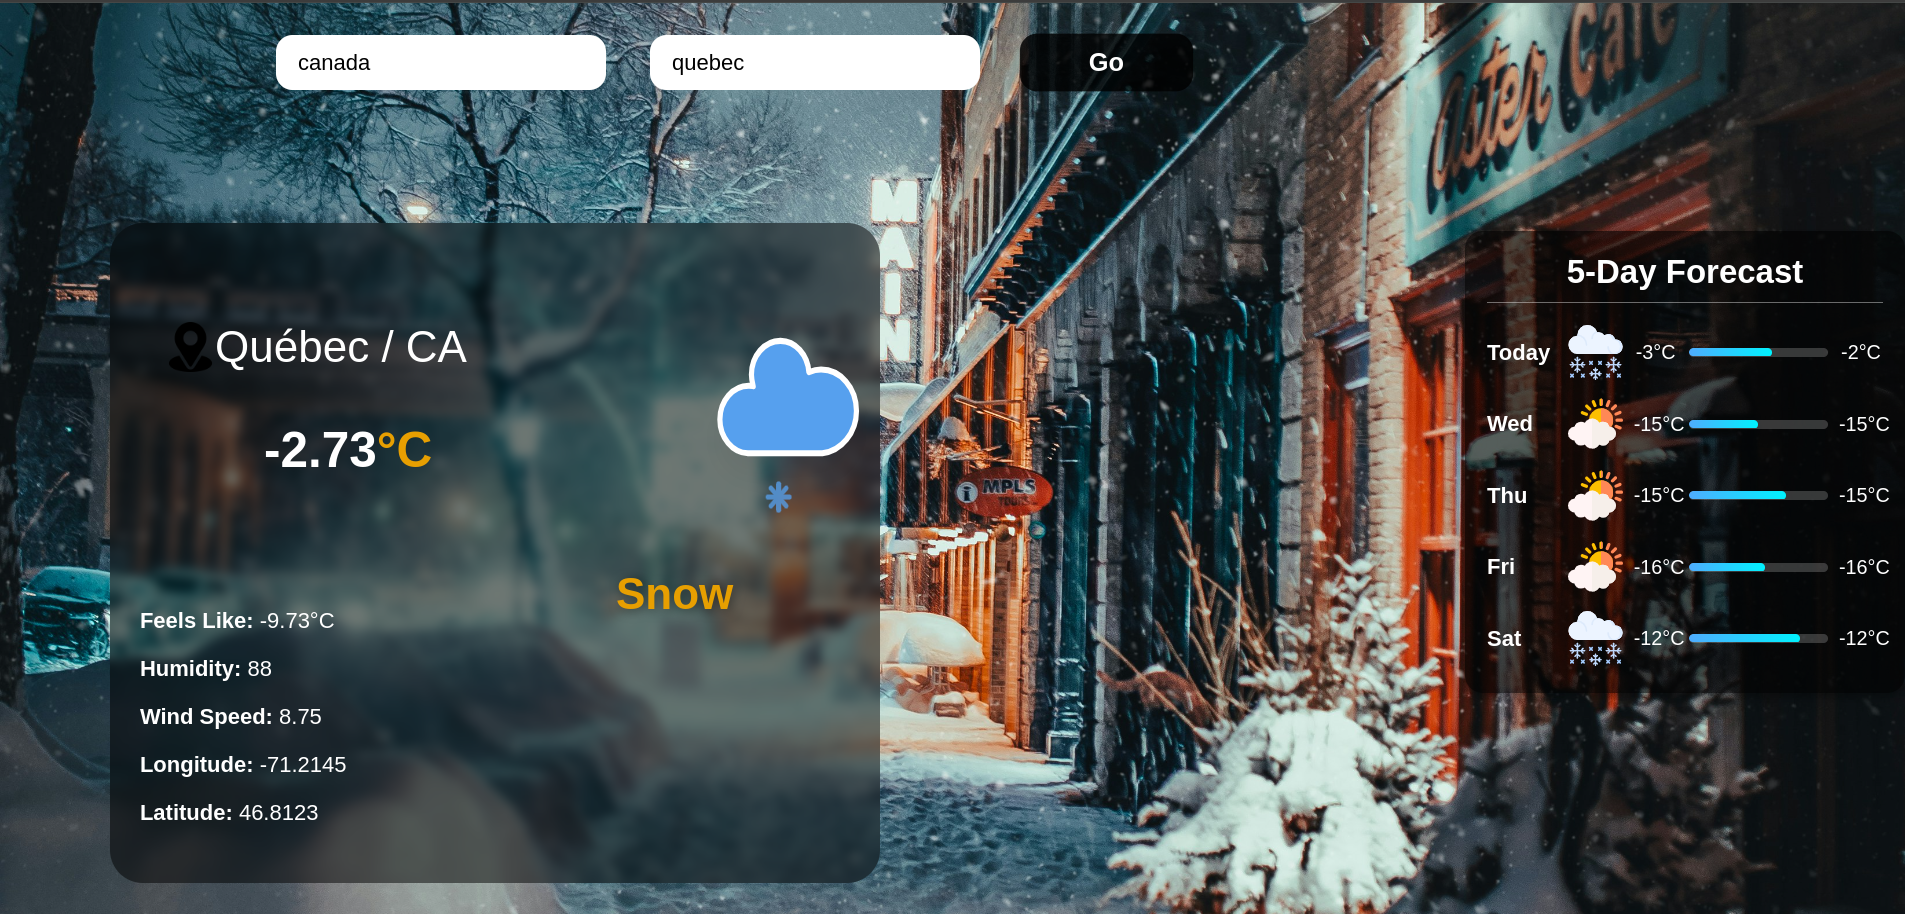 canada
quebec
Go
Aster Café
MAIN
5-Day Forecast
Québec / CA
Today -3°C -2°C
-2.73°C
Wed -15°C -15°C
i MPLS
TOURS
Thu -15°C -15°C
Fri -16°C -16°C
Snow
Feels Like: -9.73°C
Sat -12°C -12°C
Humidity: 88
Wind Speed: 8.75
Longitude: -71.2145
Latitude: 46.8123